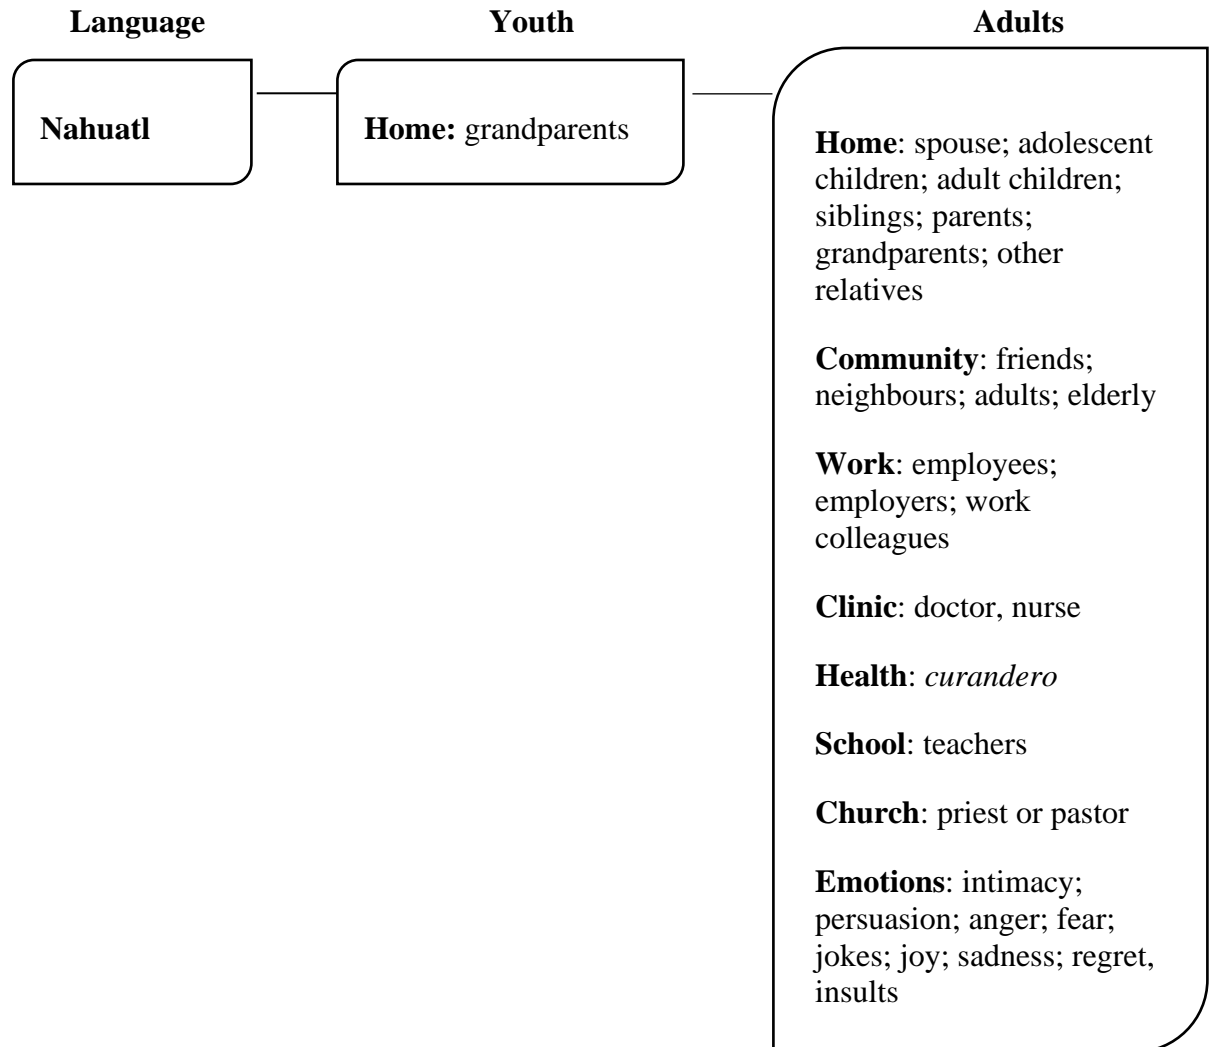 Language Youth Adults
Nahuatl
Home: grandparents
Home: spouse; adolescent
children; adult children;
siblings; parents;
grandparents; other
relatives
Community: friends;
neighbours; adults; elderly
Work: employees;
employers; work
colleagues
Clinic: doctor, nurse
Health: curandero
School: teachers
Church: priest or pastor
Emotions: intimacy;
persuasion; anger; fear;
jokes; joy; sadness; regret,
insults